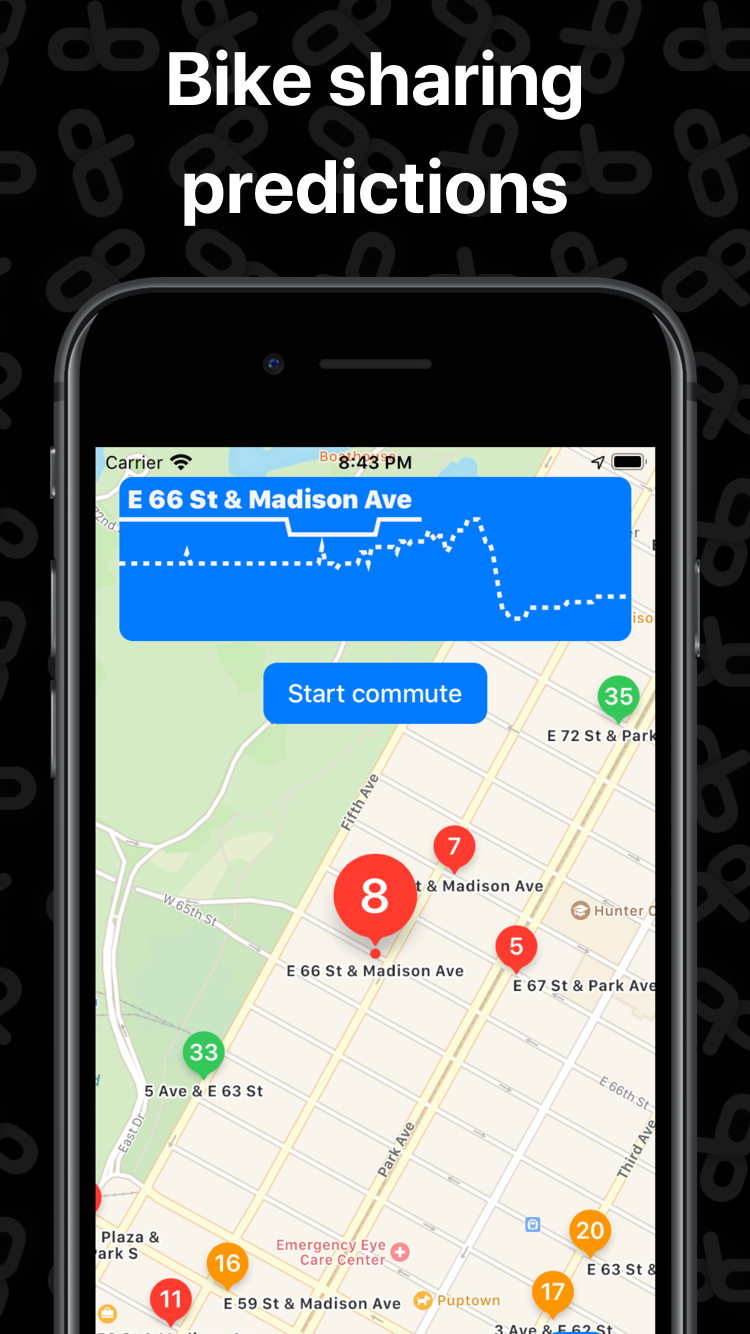 Bike sharing
predictions
Carrier
8:43 PM
E 66 St & Madison Ave
Start commute
35
E 72 St & Park
Fifth Ave
7
t & Madison Ave
8
W 65th St
Hunter C
E 66 St & Madison Ave
5
E 67 St & Park Ave
33
5 Ave & E 63 St
E 66th St
East Dr
Park Ave
Third Ave
20
Plaza &
Park S
Emergency Eye
Care Center
16
E 63 St &
11
E 59 St & Madison Ave
Puptown
17
3 Ave & E 62 St